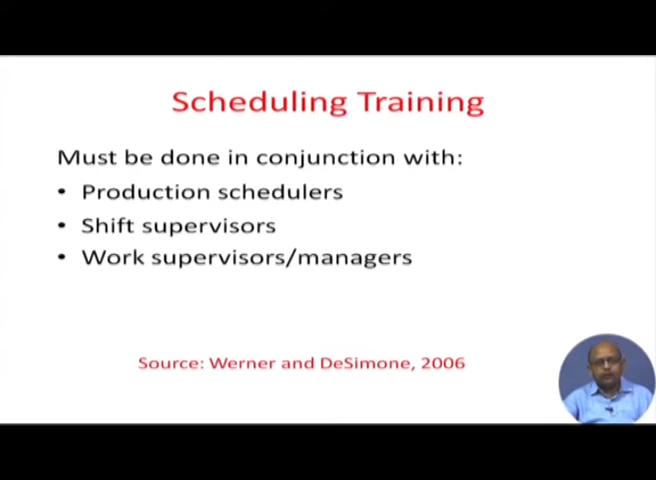 Scheduling Training
Must be done in conjunction with:
• Production schedulers
• Shift supervisors
• Work supervisors/managers
Source: Werner and DeSimone, 2006